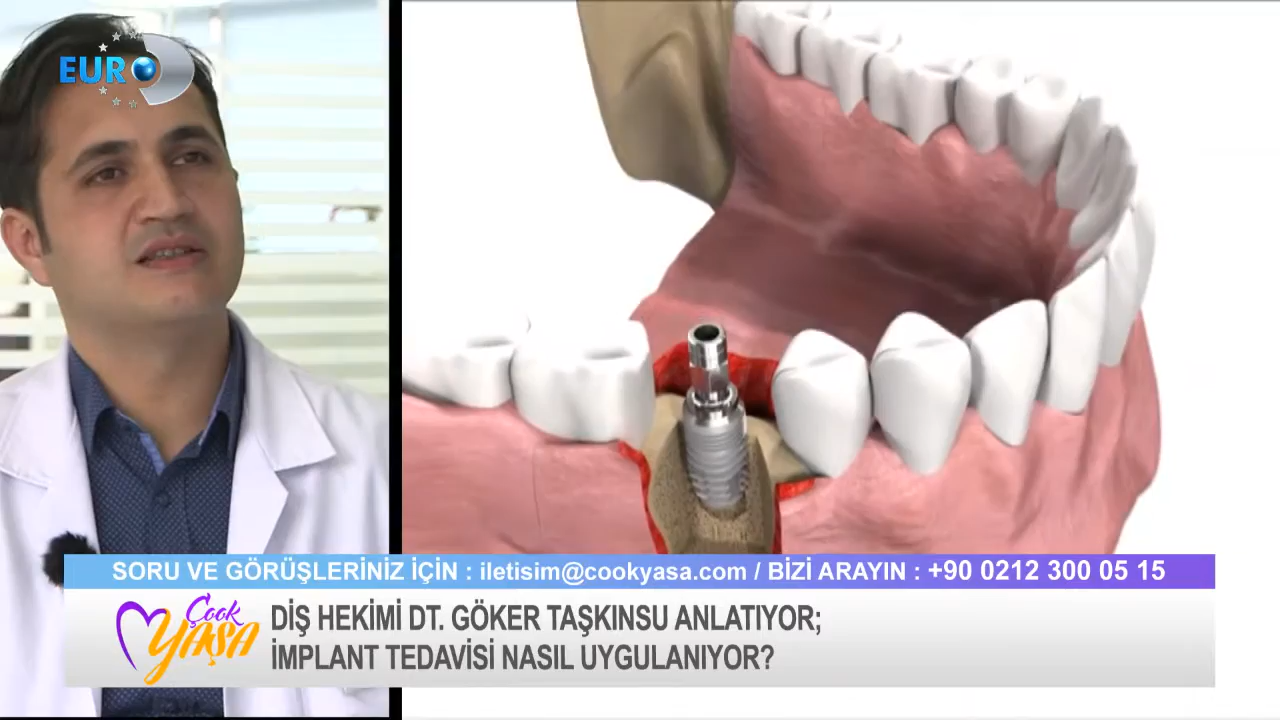 EURO D
SORU VE GÖRÜŞLERİNİZ İÇİN : iletisim@cookyasa.com / BİZİ ARAYIN : +90 0212 300 05 15
Çook
YAŞA
DİŞ HEKİMİ DT. GÖKER TAŞKINSU ANLATIYOR;
İMPLANT TEDAVİSİ NASIL UYGULANIYOR?